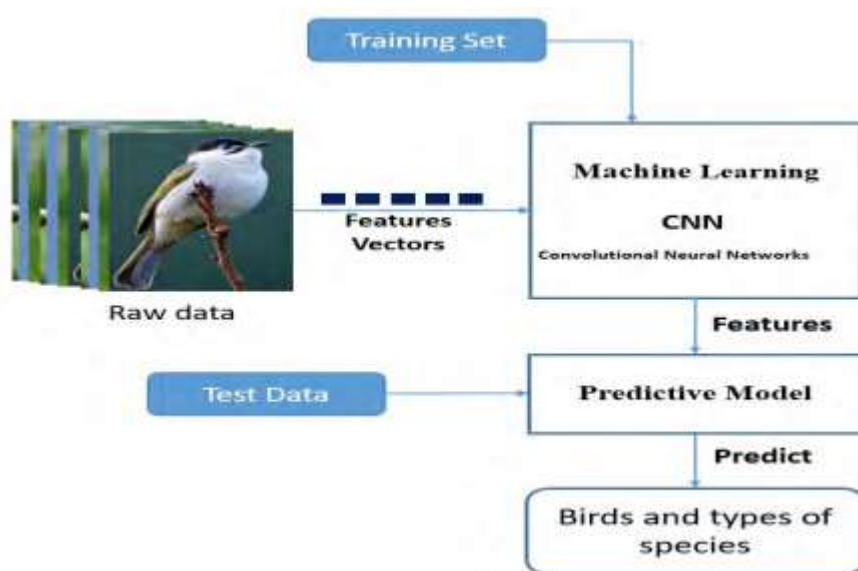 Training Set
Machine Learning
CNN
Convolutional Neural Networks
Features
Vectors
Raw data
Features
Test Data
Predictive Model
Predict
Birds and types of
species